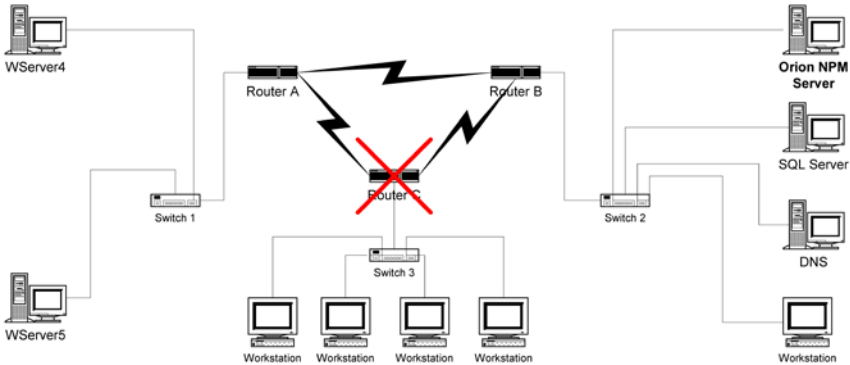 WServer4
Router A
Router B
Orion NPM
Server
SQL Server
Router C
Switch 1
Switch 2
DNS
Switch 3
WServer5
Workstation
Workstation
Workstation
Workstation
Workstation